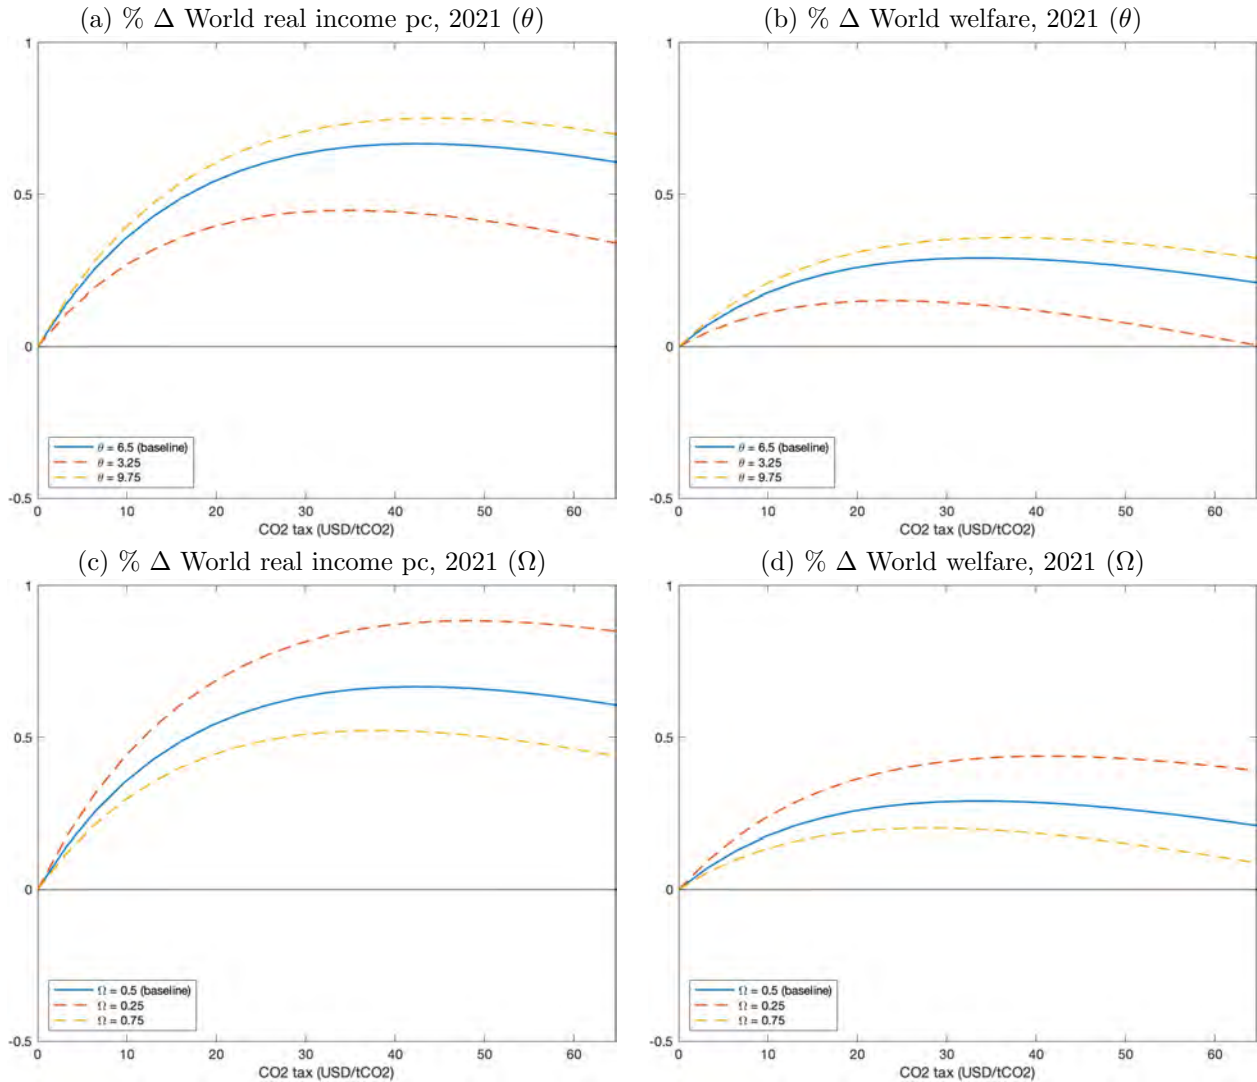 (a) % Δ World real income pc, 2021 (θ)
1
0.5
0
-0.5
θ = 6.5 (baseline)
θ = 3.25
θ = 9.75
0 10 20 30 40 50 60
CO2 tax (USD/tCO2)
(b) % Δ World welfare, 2021 (θ)
1
0.5
0
-0.5
θ = 6.5 (baseline)
θ = 3.25
θ = 9.75
0 10 20 30 40 50 60
CO2 tax (USD/tCO2)
(c) % Δ World real income pc, 2021 (Ω)
1
0.5
0
-0.5
Ω = 0.5 (baseline)
Ω = 0.25
Ω = 0.75
0 10 20 30 40 50 60
CO2 tax (USD/tCO2)
(d) % Δ World welfare, 2021 (Ω)
1
0.5
0
-0.5
Ω = 0.5 (baseline)
Ω = 0.25
Ω = 0.75
0 10 20 30 40 50 60
CO2 tax (USD/tCO2)